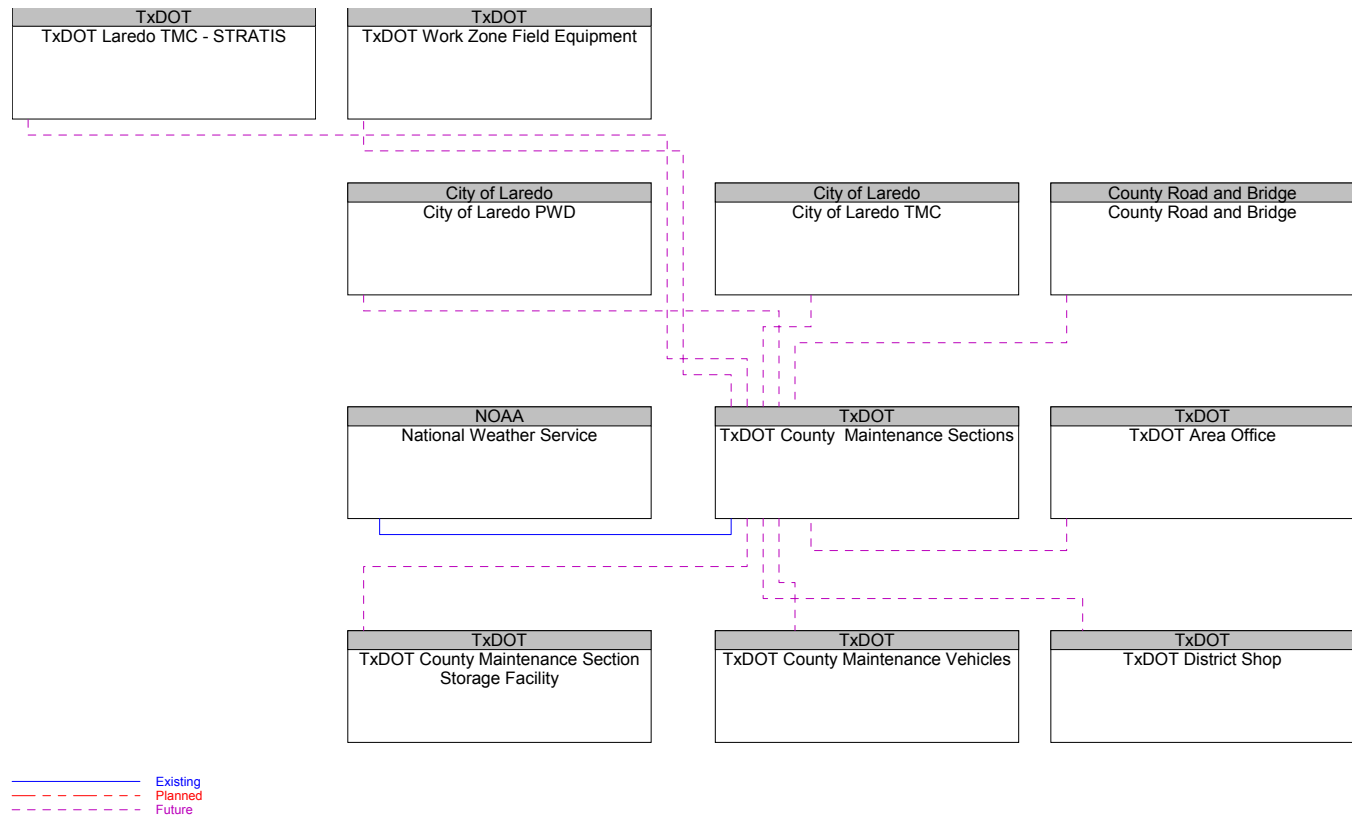 TxDOT
TxDOT Laredo TMC - STRATIS
TxDOT
TxDOT Work Zone Field Equipment
City of Laredo
City of Laredo PWD
City of Laredo
City of Laredo TMC
County Road and Bridge
County Road and Bridge
NOAA
National Weather Service
TxDOT
TxDOT County  Maintenance Sections
TxDOT
TxDOT Area Office
TxDOT
TxDOT County Maintenance Section
Storage Facility
TxDOT
TxDOT County Maintenance Vehicles
TxDOT
TxDOT District Shop
Existing
Planned
Future